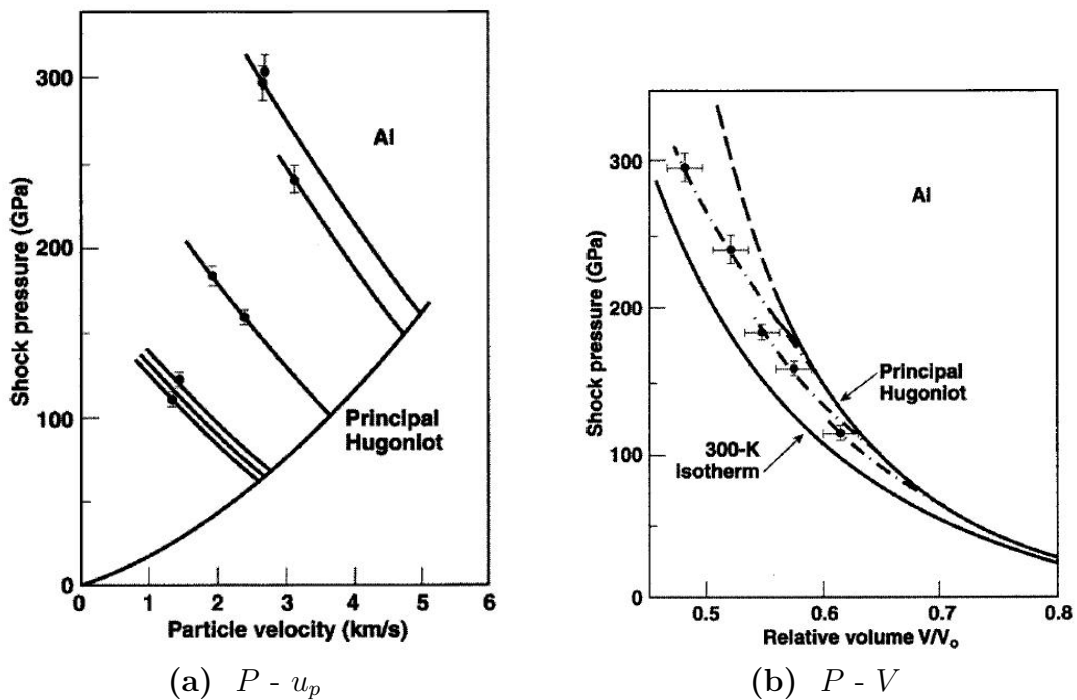 300
200
100
0
Shock pressure (GPa)
Al
Principal
Hugoniot
0 1 2 3 4 5 6
Particle velocity (km/s)
(a) P - u_p
300
200
100
0
Shock pressure (GPa)
Al
Principal
Hugoniot
300-K
isotherm
0.5 0.6 0.7 0.8
Relative volume V/V₀
(b) P - V